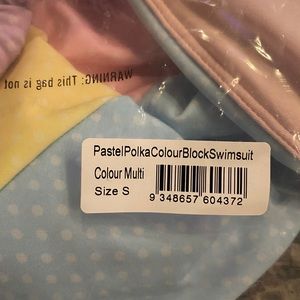 WARNING: This bag is not
PastelPolkaColourBlockSwimsuit
Colour Multi
Size S
9 348657 604372